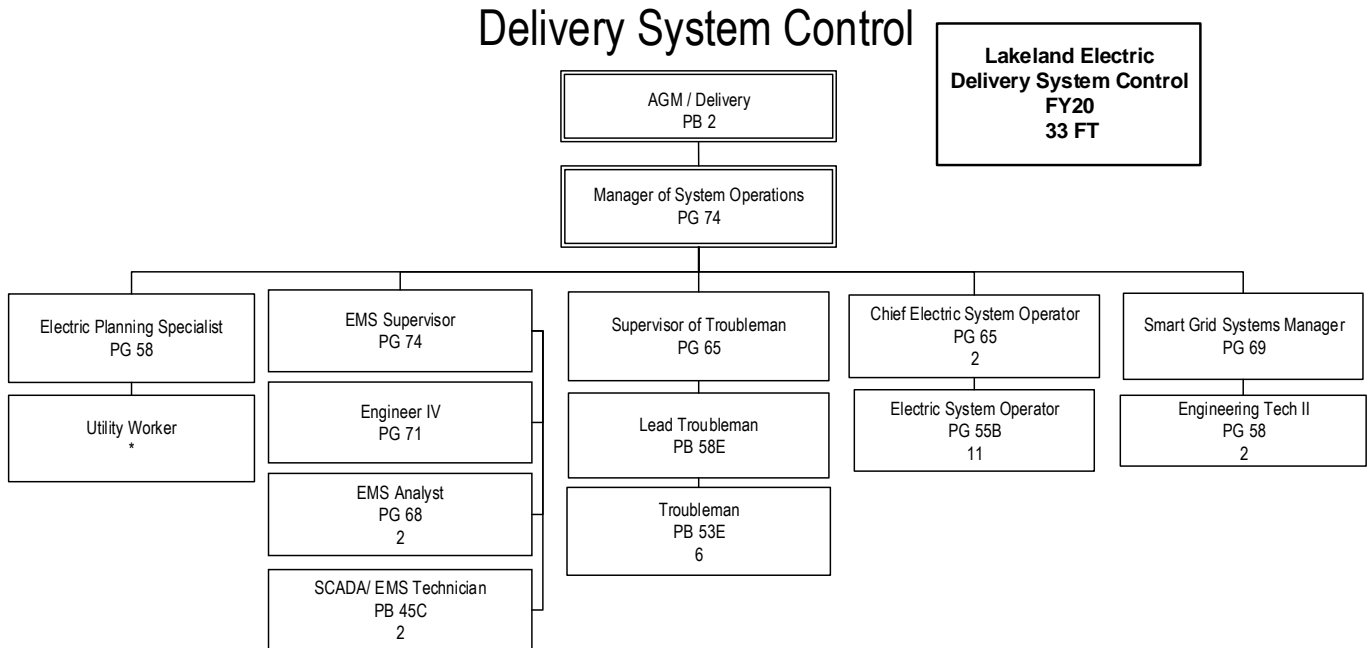 Delivery System Control
Lakeland Electric
Delivery System Control
FY20
33 FT
AGM / Delivery
PB 2
Manager of System Operations
PG 74
Electric Planning Specialist
PG 58
Utility Worker
*
EMS Supervisor
PG 74
Engineer IV
PG 71
EMS Analyst
PG 68
2
SCADA/ EMS Technician
PB 45C
2
Supervisor of Troubleman
PG 65
Lead Troubleman
PB 58E
Troubleman
PB 53E
6
Chief Electric System Operator
PG 65
2
Electric System Operator
PG 55B
11
Smart Grid Systems Manager
PG 69
Engineering Tech II
PG 58
2